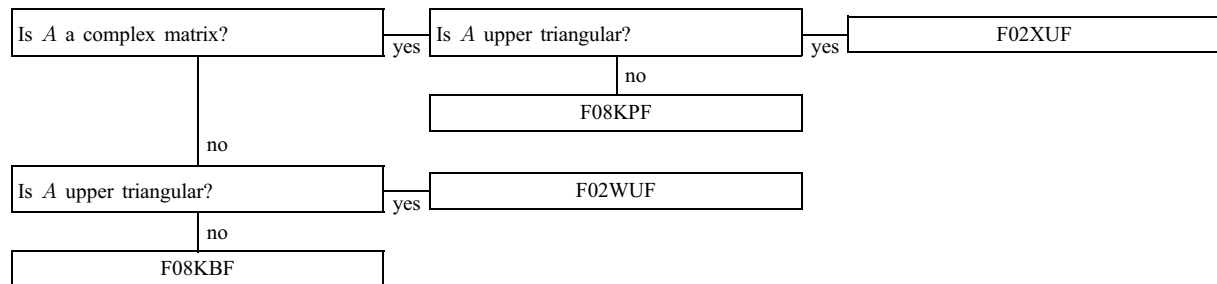 Is A a complex matrix?
yes
Is A upper triangular?
yes
F02XUF
no
F08KPF
no
Is A upper triangular?
yes
F02WUF
no
F08KBF